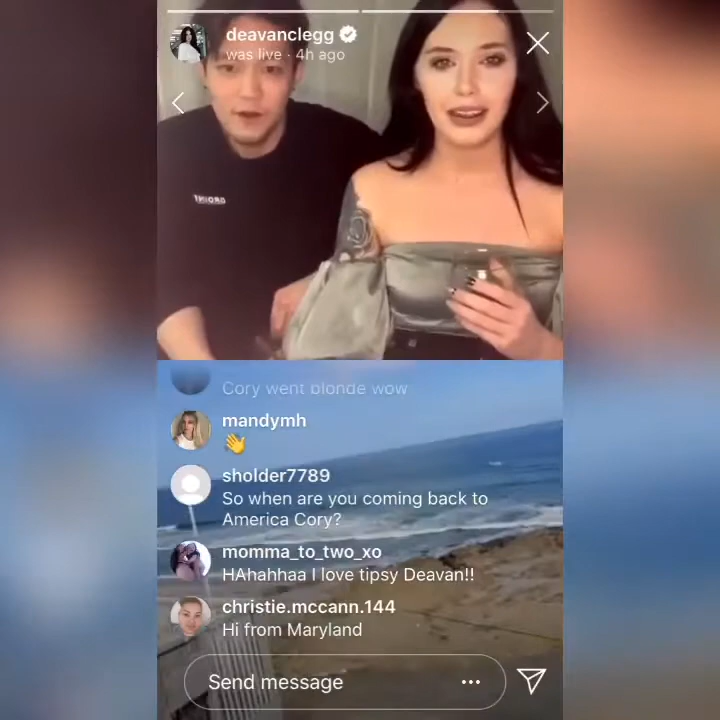 deavanclegg
was live · 4h ago
Cory went blonde wow
mandymh
👋
sholder7789
So when are you coming back to
America Cory?
momma_to_two_xo
HAhahhaa I love tipsy Deavan!!
christie.mccann.144
Hi from Maryland
Send message